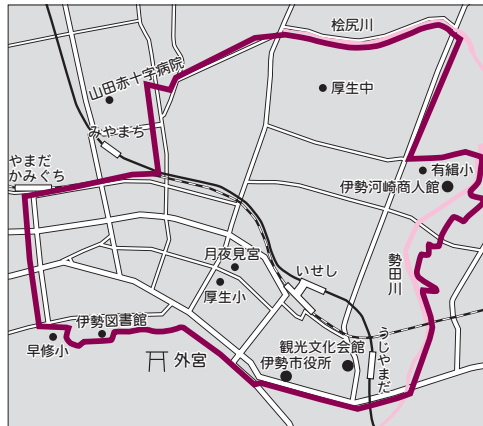 桧尻川
山田赤十字病院
厚生中
みやまち
やまだ
かみぐち
有緝小
伊勢河崎商人館
月夜見宮
いせし
勢田川
厚生小
伊勢図書館
早修小
外宮
観光文化会館
伊勢市役所
うじやまだ